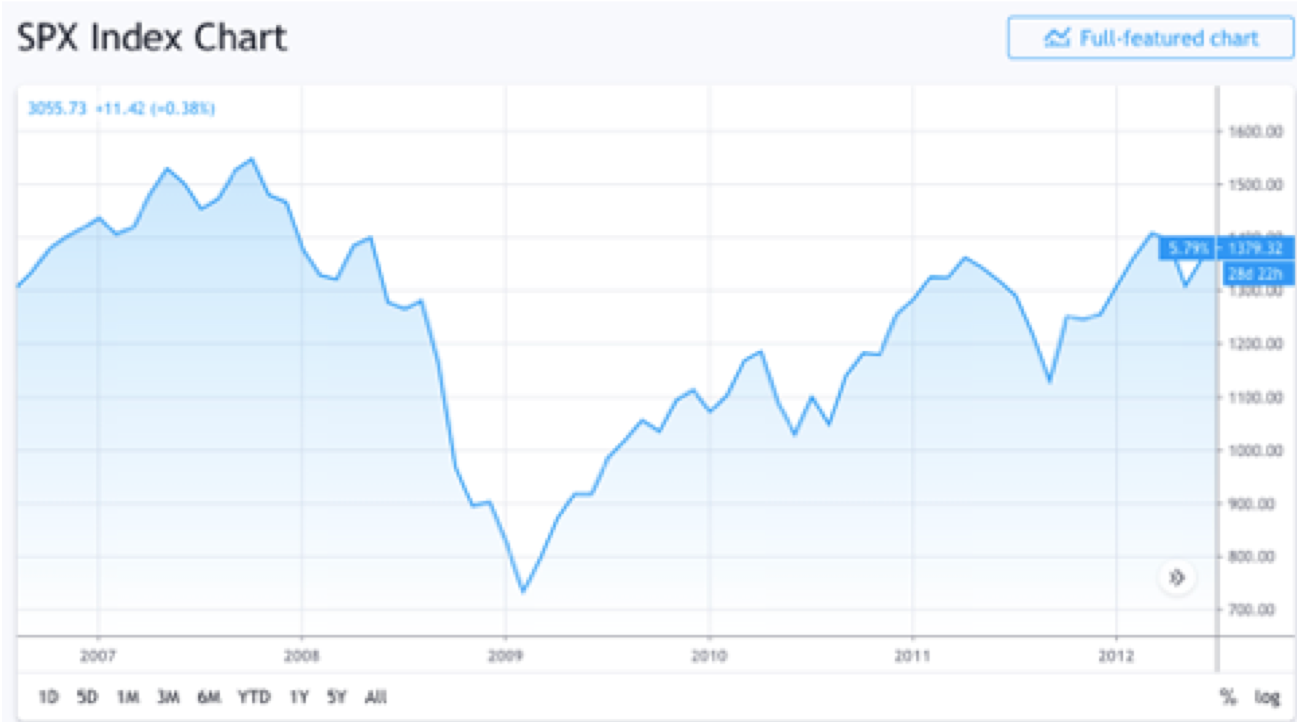 SPX Index Chart
Full-featured chart
3055.73 +11.42 (+0.38%)
1600.00
1500.00
1400.00
5.79% 1379.32
28d 22h
1300.00
1200.00
1100.00
1000.00
900.00
800.00
700.00
2007 2008 2009 2010 2011 2012
1D 5D 1M 3M 6M YTD 1Y 5Y All % log